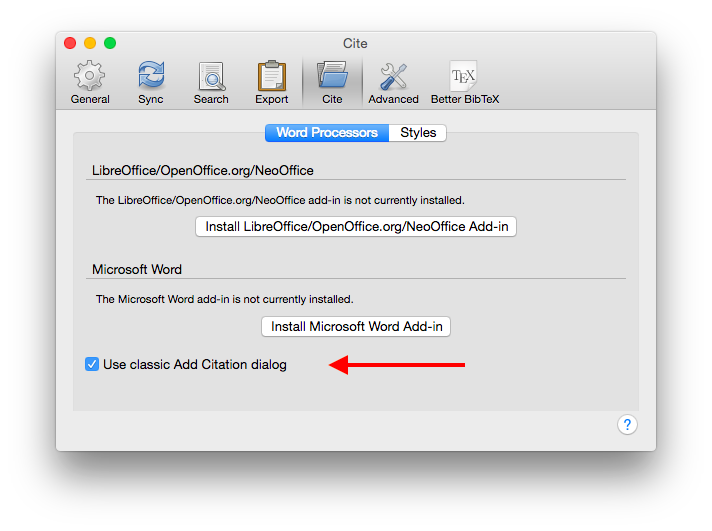 Cite
General Sync Search Export Cite Advanced Better BibTeX
TEX
Word Processors Styles
LibreOffice/OpenOffice.org/NeoOffice
The LibreOffice/OpenOffice.org/NeoOffice add-in is not currently installed.
Install LibreOffice/OpenOffice.org/NeoOffice Add-in
Microsoft Word
The Microsoft Word add-in is not currently installed.
Install Microsoft Word Add-in
Use classic Add Citation dialog
?